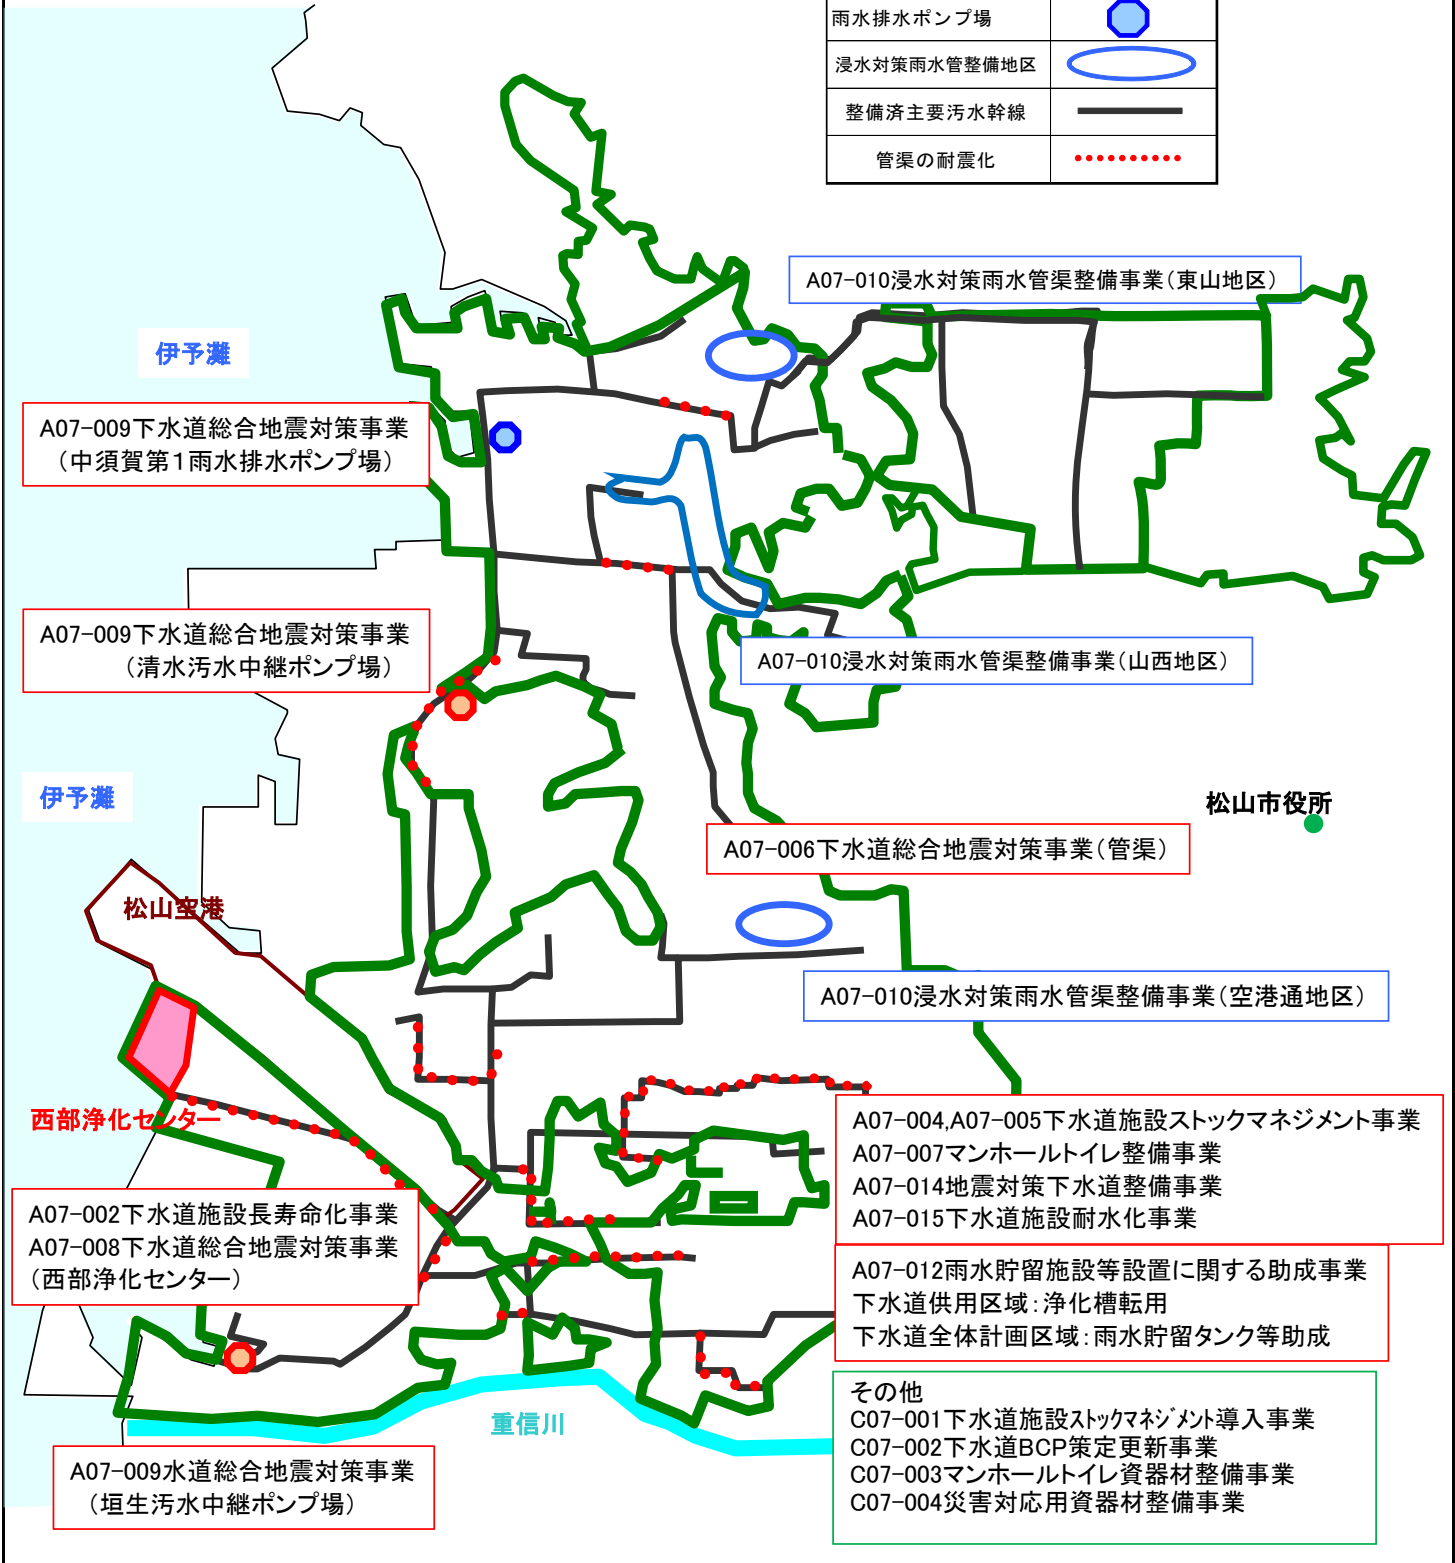 雨水排水ポンプ場
浸水対策雨水管整備地区
整備済主要汚水幹線
管渠の耐震化
A07-010浸水対策雨水管渠整備事業(東山地区)
伊予灘
A07-009下水道総合地震対策事業
(中須賀第1雨水排水ポンプ場)
A07-009下水道総合地震対策事業
(清水汚水中継ポンプ場)
A07-010浸水対策雨水管渠整備事業(山西地区)
伊予灘
松山市役所
A07-006下水道総合地震対策事業(管渠)
松山空港
A07-010浸水対策雨水管渠整備事業(空港通地区)
西部浄化センター
A07-004,A07-005下水道施設ストックマネジメント事業
A07-007マンホールトイレ整備事業
A07-014地震対策下水道整備事業
A07-015下水道施設耐水化事業
A07-002下水道施設長寿命化事業
A07-008下水道総合地震対策事業
(西部浄化センター)
A07-012雨水貯留施設等設置に関する助成事業
下水道供用区域:浄化槽転用
下水道全体計画区域:雨水貯留タンク等助成
重信川
その他
C07-001下水道施設ストックマネジメント導入事業
C07-002下水道BCP策定更新事業
C07-003マンホールトイレ資器材整備事業
C07-004災害対応用資器材整備事業
A07-009水道総合地震対策事業
(垣生汚水中継ポンプ場)